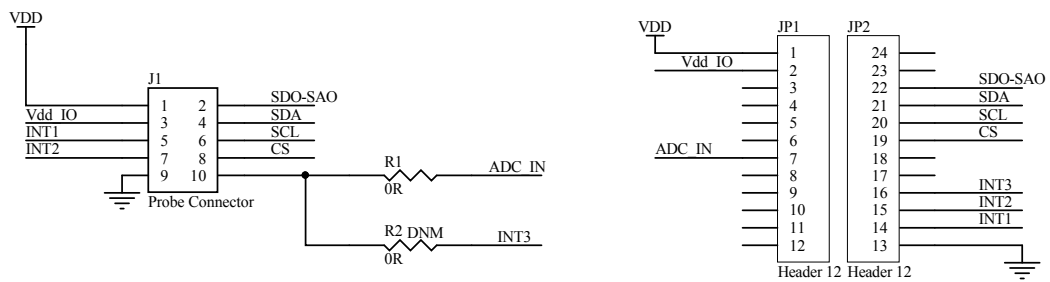 VDD
J1
1 2 SDO-SAO
Vdd_IO 3 4 SDA
INT1 5 6 SCL
INT2 7 8 CS
9 10
Probe Connector
R1
0R
ADC_IN
R2 DNM
0R
INT3
VDD
JP1
1
Vdd_IO 2
3
4
5
6
ADC_IN 7
8
9
10
11
12
Header 12
JP2
24
23
22 SDO-SAO
21 SDA
20 SCL
19 CS
18
17
16 INT3
15 INT2
14 INT1
13
Header 12